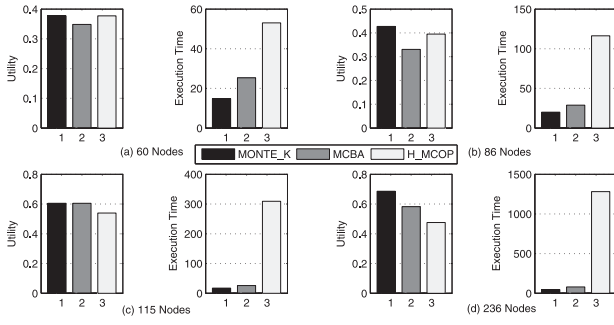 0.4
0.3
0.2
0.1
0
Utility
1 2 3
60
40
20
0
Execution Time
1 2 3
(a) 60 Nodes
0.5
0.4
0.3
0.2
0.1
0
Utility
1 2 3
150
100
50
0
Execution Time
1 2 3
(b) 86 Nodes
MONTE_K MCBA H_MCOP
0.8
0.6
0.4
0.2
0
Utility
1 2 3
400
300
200
100
0
Execution Time
1 2 3
(c) 115 Nodes
0.8
0.6
0.4
0.2
0
Utility
1 2 3
1500
1000
500
0
Execution Time
1 2 3
(d) 236 Nodes